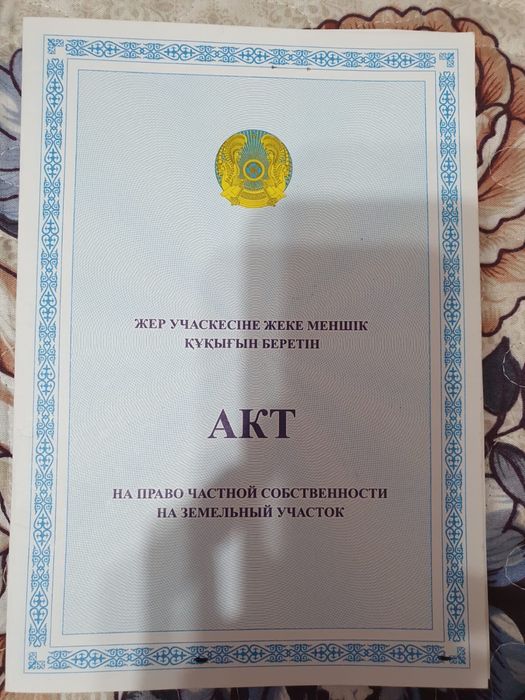 ЖЕР УЧАСКЕСІНЕ ЖЕКЕ МЕНШІК
ҚҰҚЫҒЫН БЕРЕТІН
АКТ
НА ПРАВО ЧАСТНОЙ СОБСТВЕННОСТИ
НА ЗЕМЕЛЬНЫЙ УЧАСТОК